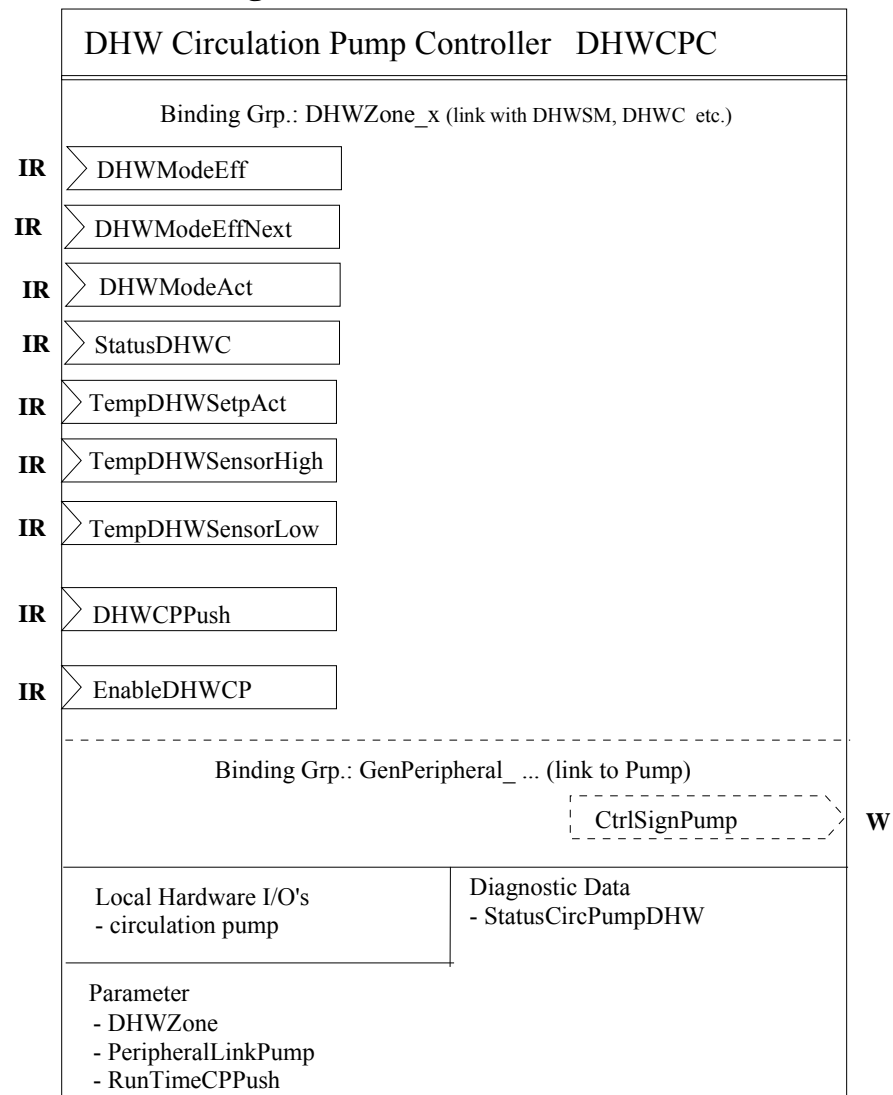 DHW Circulation Pump Controller DHWCPC
Binding Grp.: DHWZone_x (link with DHWSM, DHWC etc.)
IR DHWModeEff
IR DHWModeEffNext
IR DHWModeAct
IR StatusDHWC
IR TempDHWSetpAct
IR TempDHWSensorHigh
IR TempDHWSensorLow
IR DHWCPPush
IR EnableDHWCP
Binding Grp.: GenPeripheral_ ... (link to Pump)
CtrlSignPump W
Local Hardware I/O's
- circulation pump
Diagnostic Data
- StatusCircPumpDHW
Parameter
- DHWZone
- PeripheralLinkPump
- RunTimeCPPush